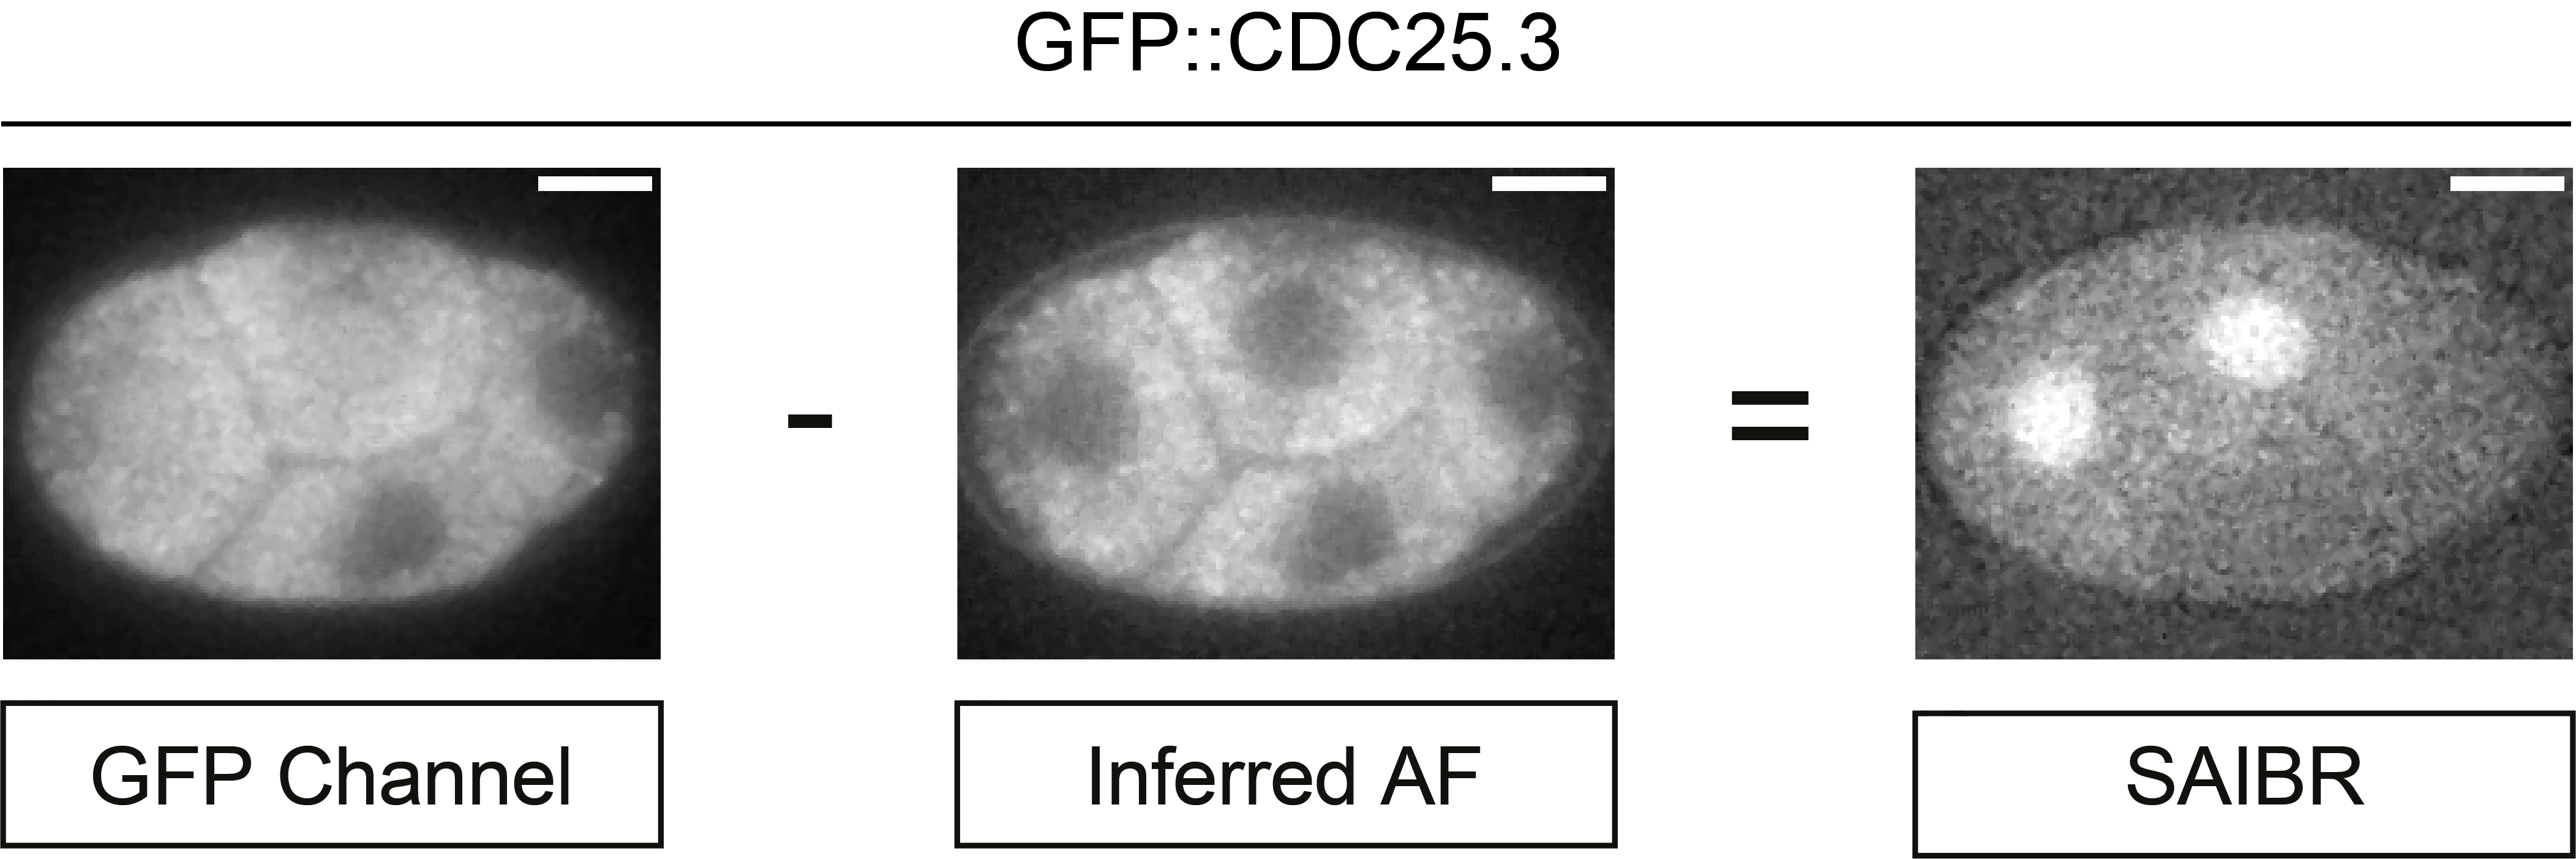 GFP::CDC25.3
-
=
GFP Channel
Inferred AF
SAIBR